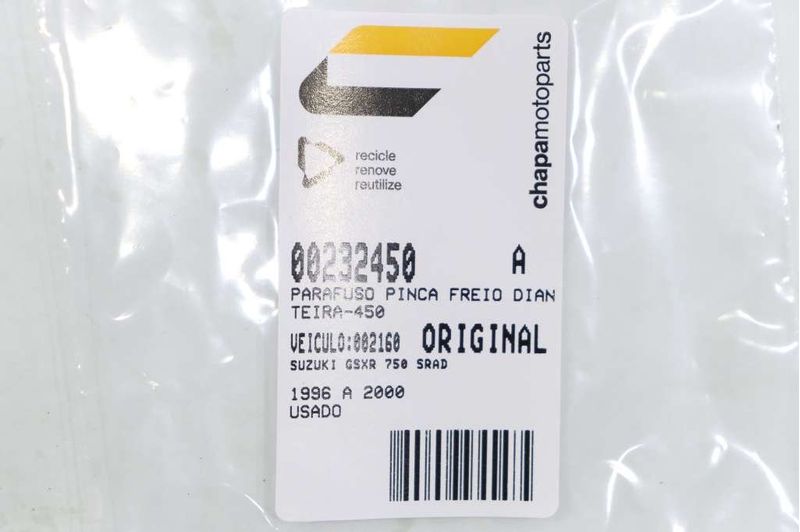 chapamotoparts
recicle
renove
reutilize
00232450 A
PARAFUSO PINCA FREIO DIAN
TEIRA-450
VEICULO:002160 ORIGINAL
SUZUKI GSXR 750 SRAD
1996 A 2000
USADO